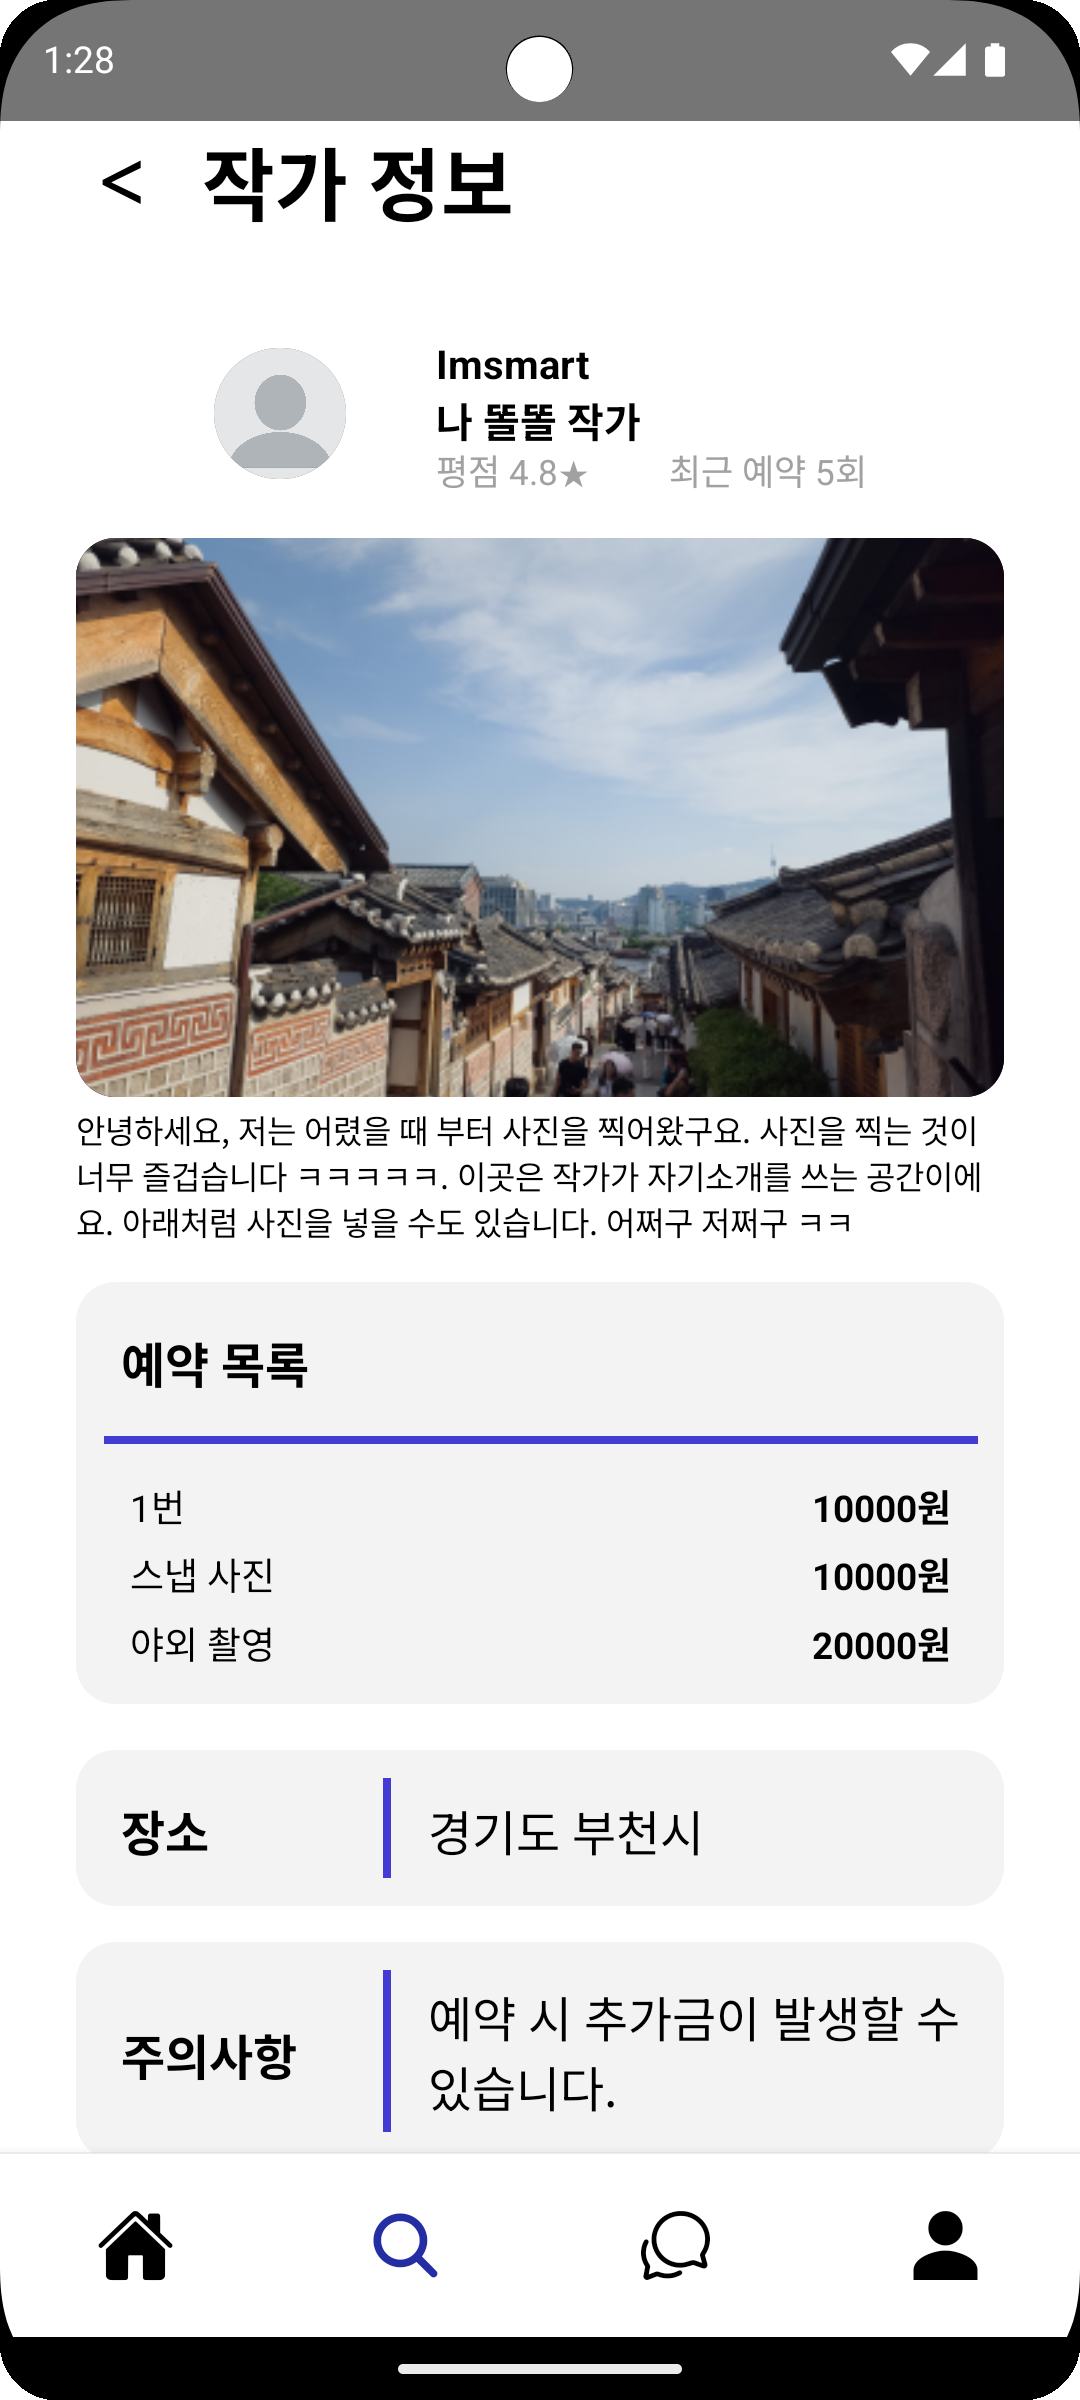 1:28
< 작가 정보
Imsmart
나 똘똘 작가
평점 4.8★ 최근 예약 5회
안녕하세요, 저는 어렸을 때 부터 사진을 찍어왔구요. 사진을 찍는 것이
너무 즐겁습니다 ㅋㅋㅋㅋㅋ. 이곳은 작가가 자기소개를 쓰는 공간이에
요. 아래처럼 사진을 넣을 수도 있습니다. 어쩌구 저쩌구 ㅋㅋ
예약 목록
1번 10000원
스냅 사진 10000원
야외 촬영 20000원
장소 경기도 부천시
주의사항
예약 시 추가금이 발생할 수
있습니다.